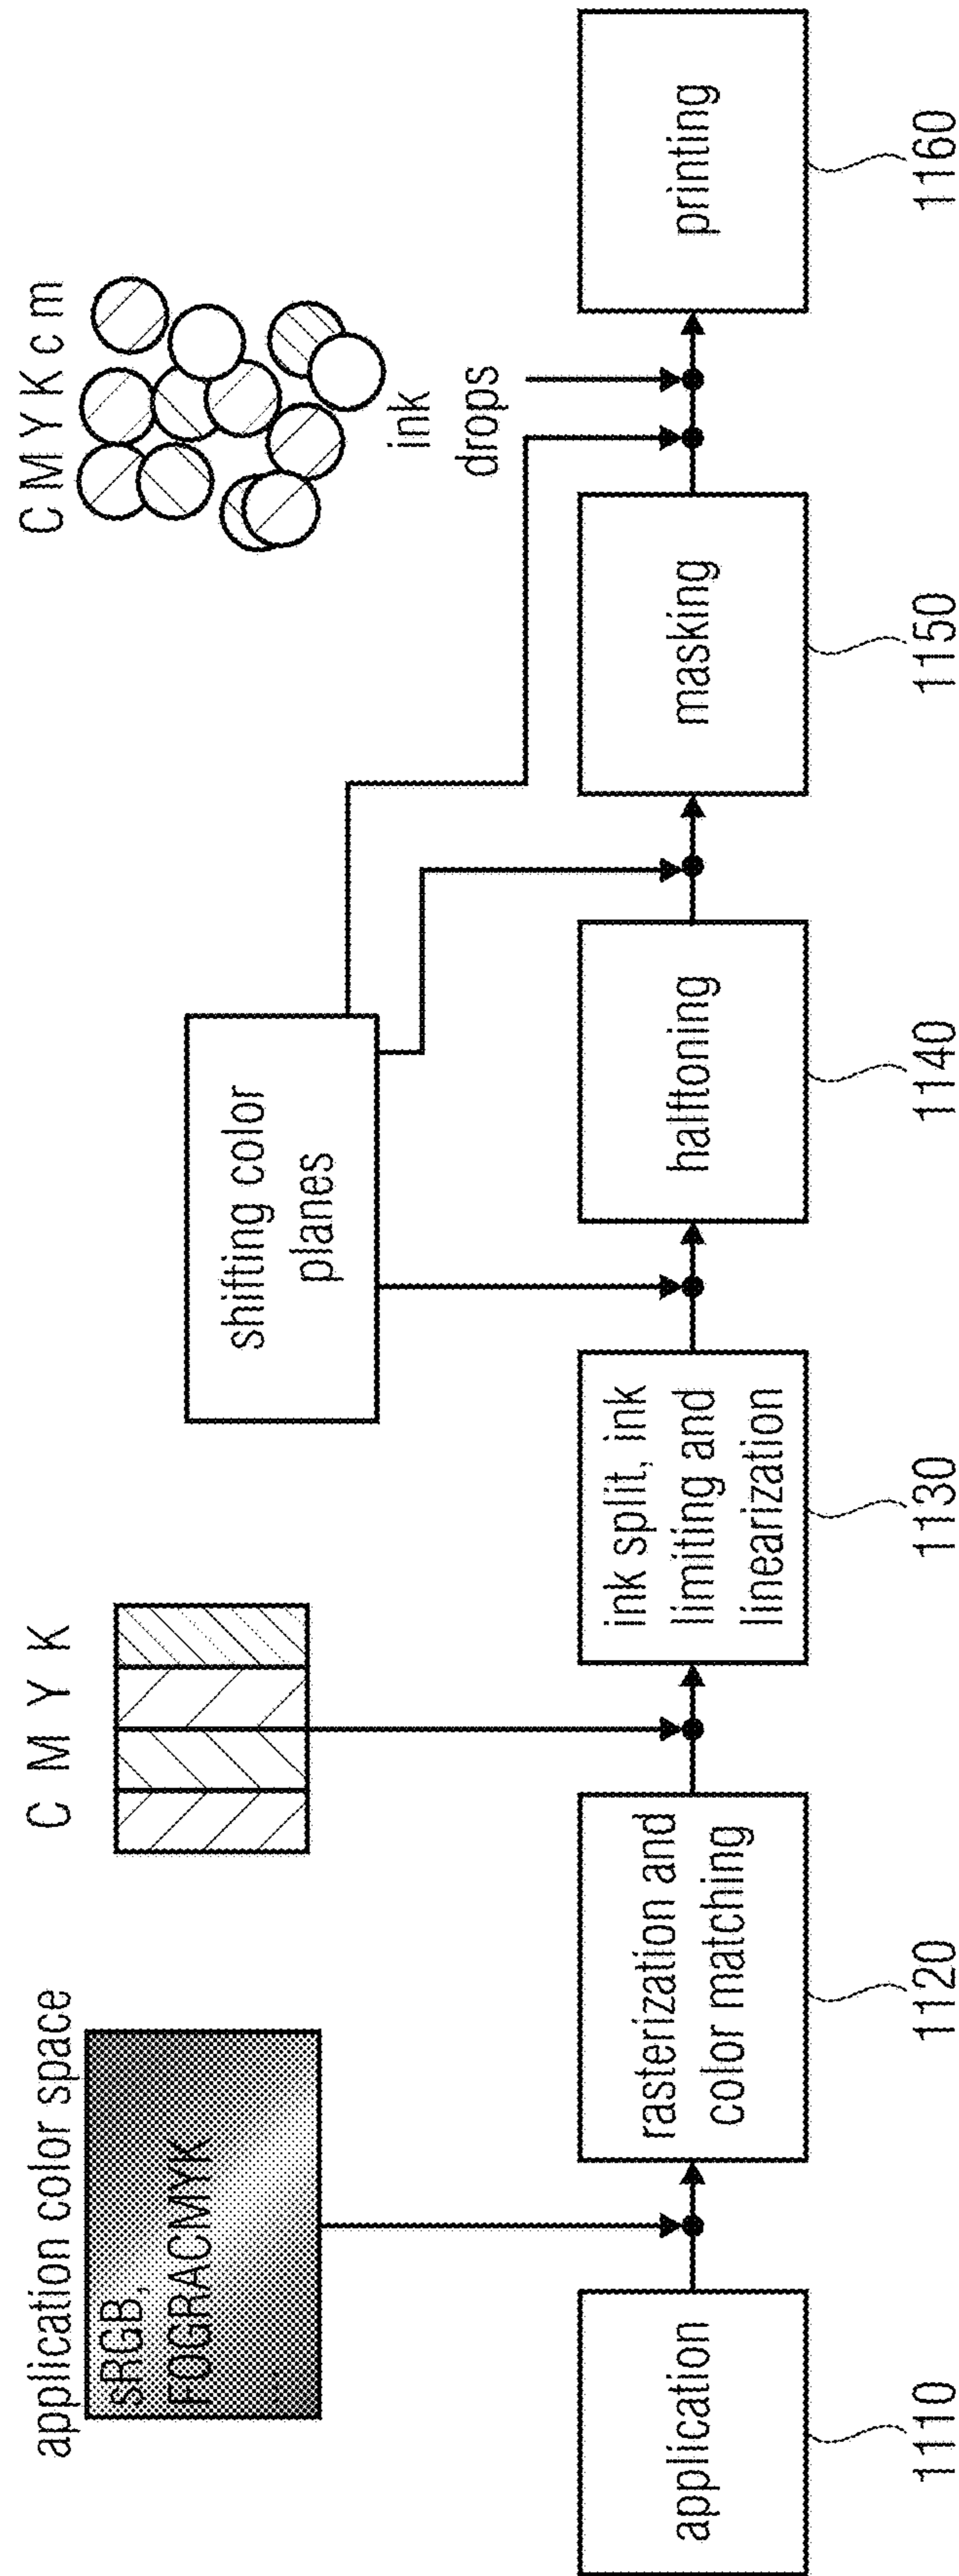 application color space
sRGB,
FOGRACMYK
C M Y K
shifting color
planes
C M Y K c m
ink
drops
application
rasterization and
color matching
ink split, ink
limiting and
linearization
halftoning
masking
printing
1110
1120
1130
1140
1150
1160